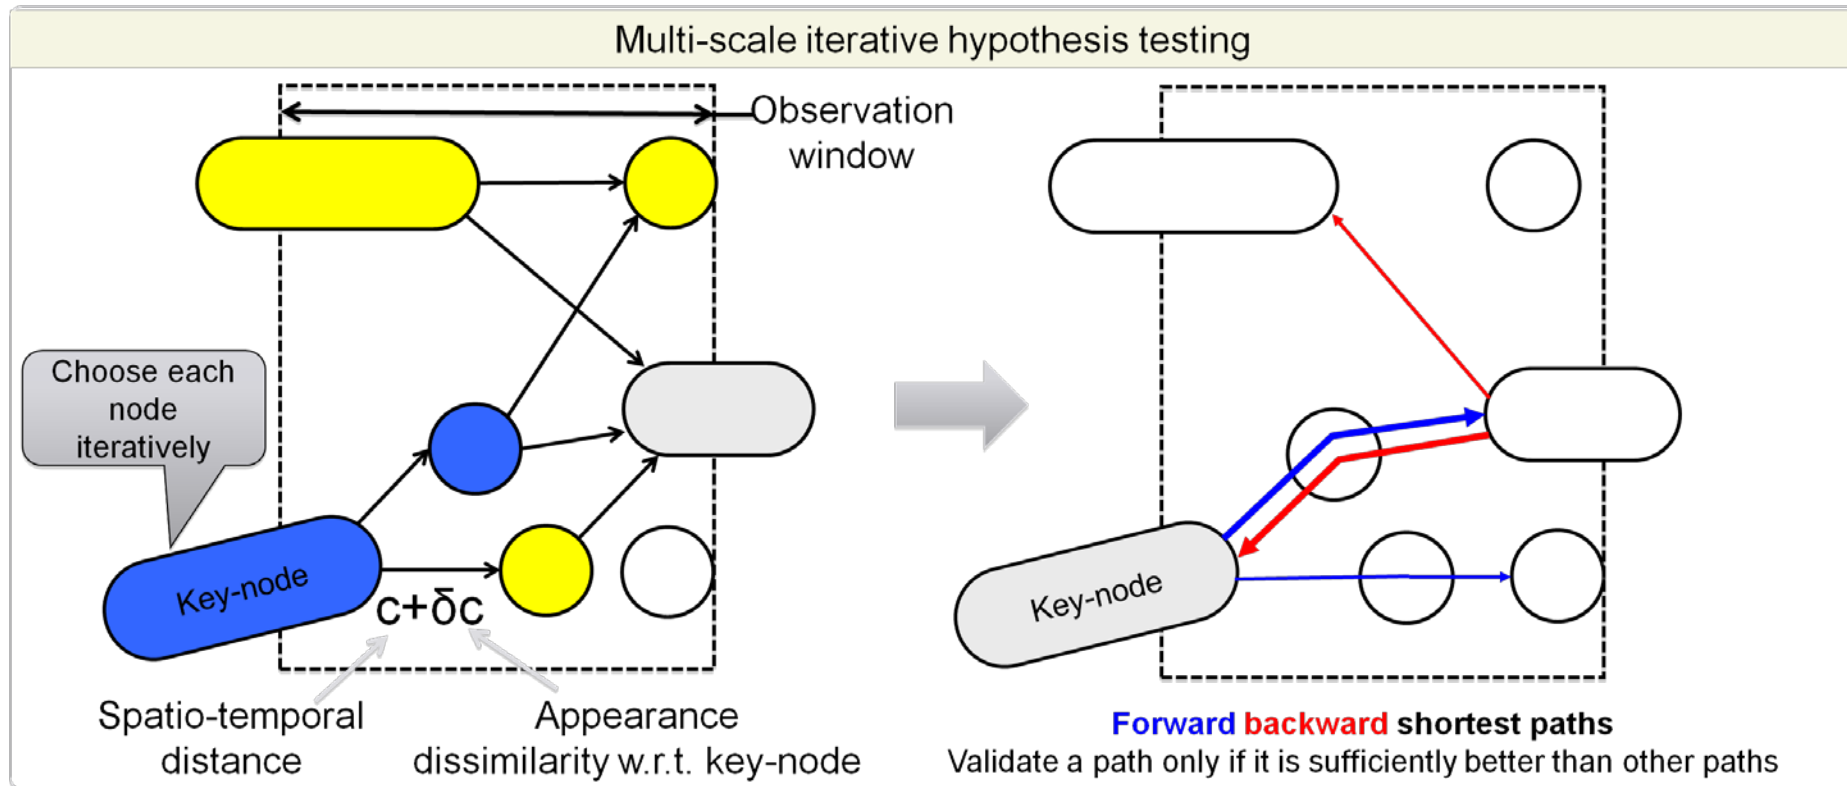 Multi-scale iterative hypothesis testing
Observation
window
Choose each
node
iteratively
Key-node
c+δc
Spatio-temporal
distance
Appearance
dissimilarity w.r.t. key-node
Key-node
Forward backward shortest paths
Validate a path only if it is sufficiently better than other paths